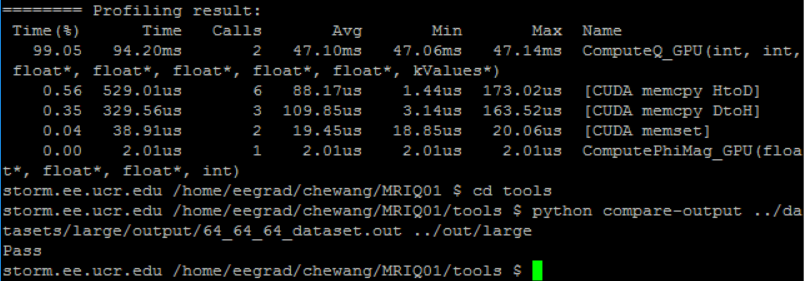 ======== Profiling result:
Time(%) Time Calls Avg Min Max Name
99.05 94.20ms 2 47.10ms 47.06ms 47.14ms ComputeQ_GPU(int, int,
float*, float*, float*, float*, float*, kValues*)
0.56 529.01us 6 88.17us 1.44us 173.02us [CUDA memcpy HtoD]
0.35 329.56us 3 109.85us 3.14us 163.52us [CUDA memcpy DtoH]
0.04 38.91us 2 19.45us 18.85us 20.06us [CUDA memset]
0.00 2.01us 1 2.01us 2.01us 2.01us ComputePhiMag_GPU(floa
t*, float*, float*, int)
storm.ee.ucr.edu /home/eegrad/chewang/MRIQ01 $ cd tools
storm.ee.ucr.edu /home/eegrad/chewang/MRIQ01/tools $ python compare-output ../da
tasets/large/output/64_64_64_dataset.out ../out/large
Pass
storm.ee.ucr.edu /home/eegrad/chewang/MRIQ01/tools $